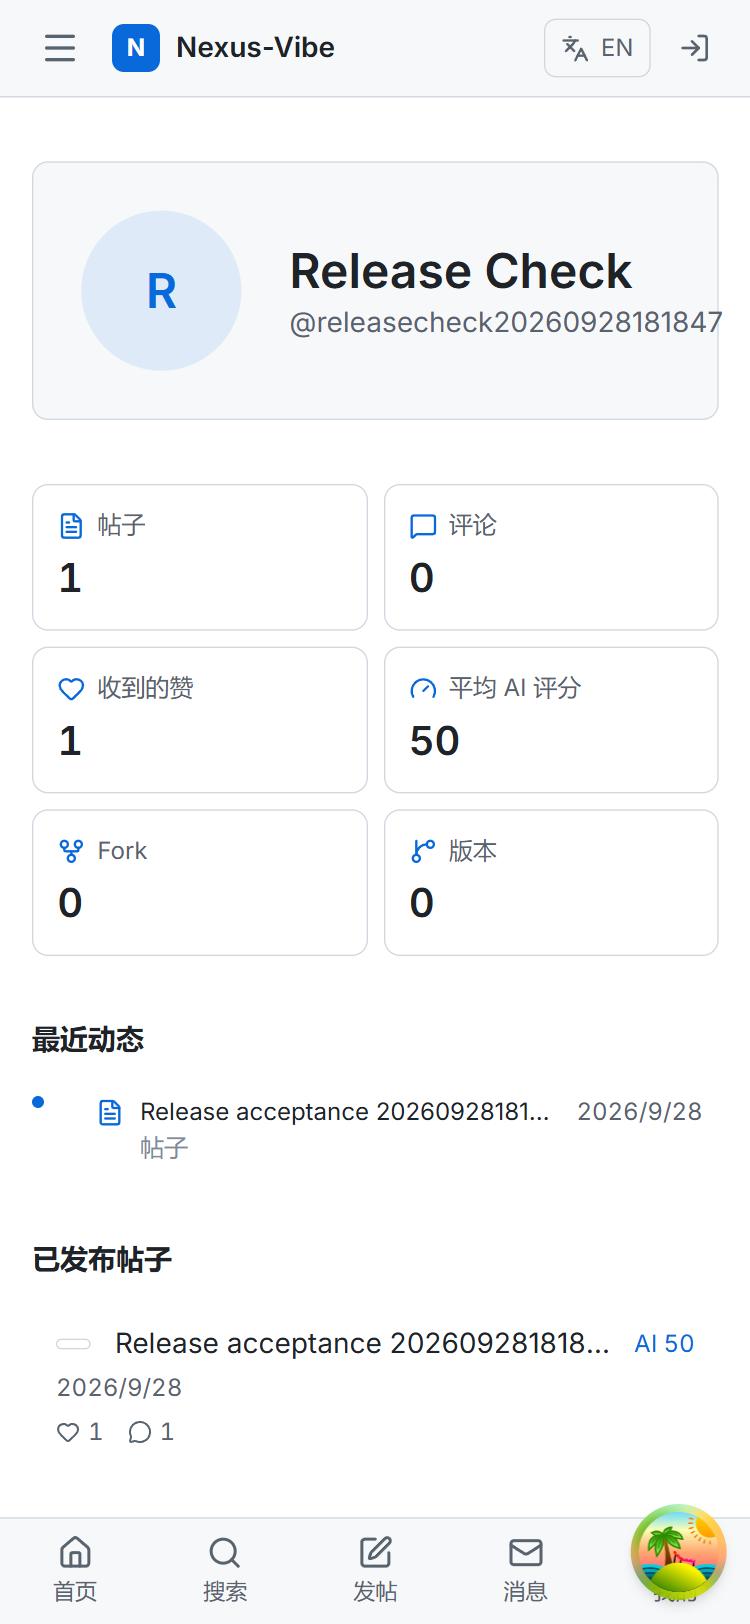 N Nexus-Vibe EN
R
Release Check
@releasecheck20260928181847
帖子
1
评论
0
收到的赞
1
平均 AI 评分
50
Fork
0
版本
0
最近动态
Release acceptance 20260928181... 2026/9/28
帖子
已发布帖子
Release acceptance 202609281818... AI 50
2026/9/28
1 1
首页 搜索 发帖 消息